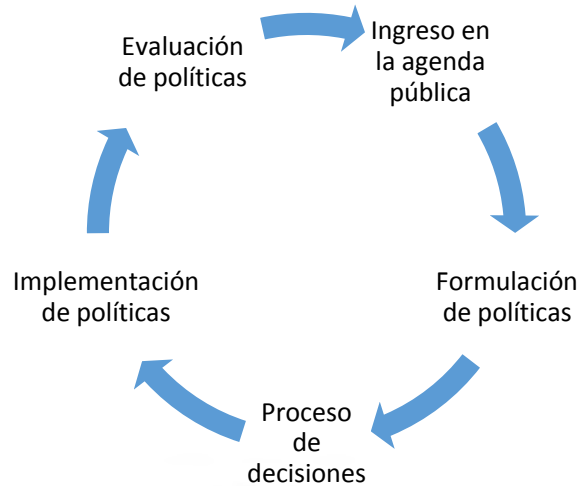 Ingreso en
la agenda
pública
Formulación
de políticas
Proceso
de
decisiones
Implementación
de políticas
Evaluación
de políticas